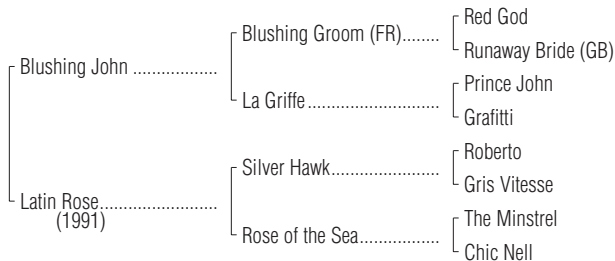 Red God
Blushing Groom (FR)........
Runaway Bride (GB)
Blushing John ..................
Prince John
La Griffe............................
Grafitti
Roberto
Silver Hawk.......................
Gris Vitesse
Latin Rose.........................
(1991)
The Minstrel
Rose of the Sea.................
Chic Nell